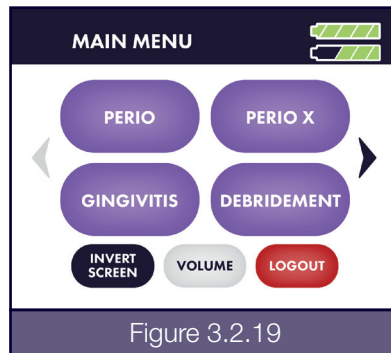 MAIN MENU
PERIO
PERIO X
GINGIVITIS
DEBRIDEMENT
INVERT
SCREEN
VOLUME
LOGOUT
Figure 3.2.19